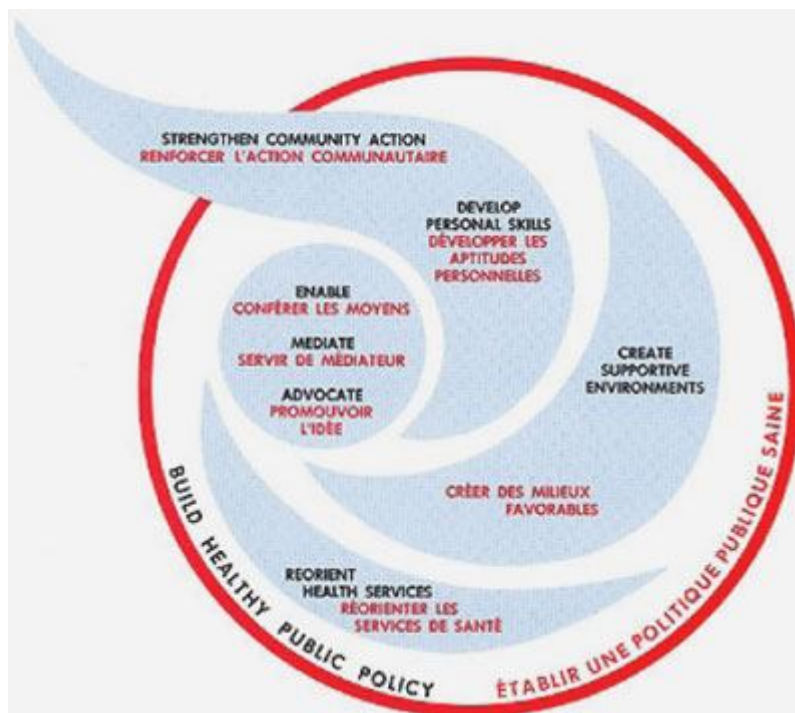 STRENGTHEN COMMUNITY ACTION
RENFORCER L'ACTION COMMUNAUTAIRE
DEVELOP
PERSONAL SKILLS
DÉVELOPPER LES
APTITUDES
PERSONNELLES
ENABLE
CONFÉRER LES MOYENS
MEDIATE
SERVIR DE MÉDIATEUR
ADVOCATE
PROMOUVOIR
L'IDÉE
CREATE
SUPPORTIVE
ENVIRONMENTS
CRÉER DES MILIEUX
FAVORABLES
REORIENT
HEALTH SERVICES
RÉORIENTER LES
SERVICES DE SANTÉ
BUILD HEALTHY PUBLIC POLICY
ÉTABLIR UNE POLITIQUE PUBLIQUE SAINE